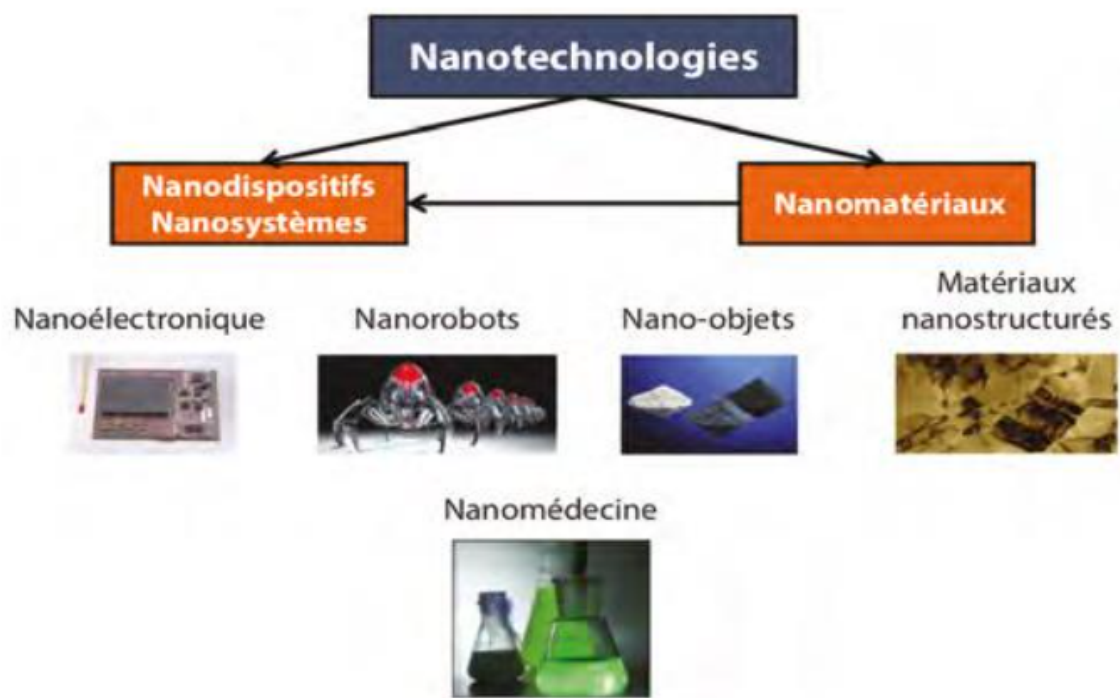 Nanotechnologies
Nanodispositifs
Nanosystèmes
Nanomatériaux
Nanoélectronique
Nanorobots
Nano-objets
Matériaux
nanostructurés
Nanomédecine